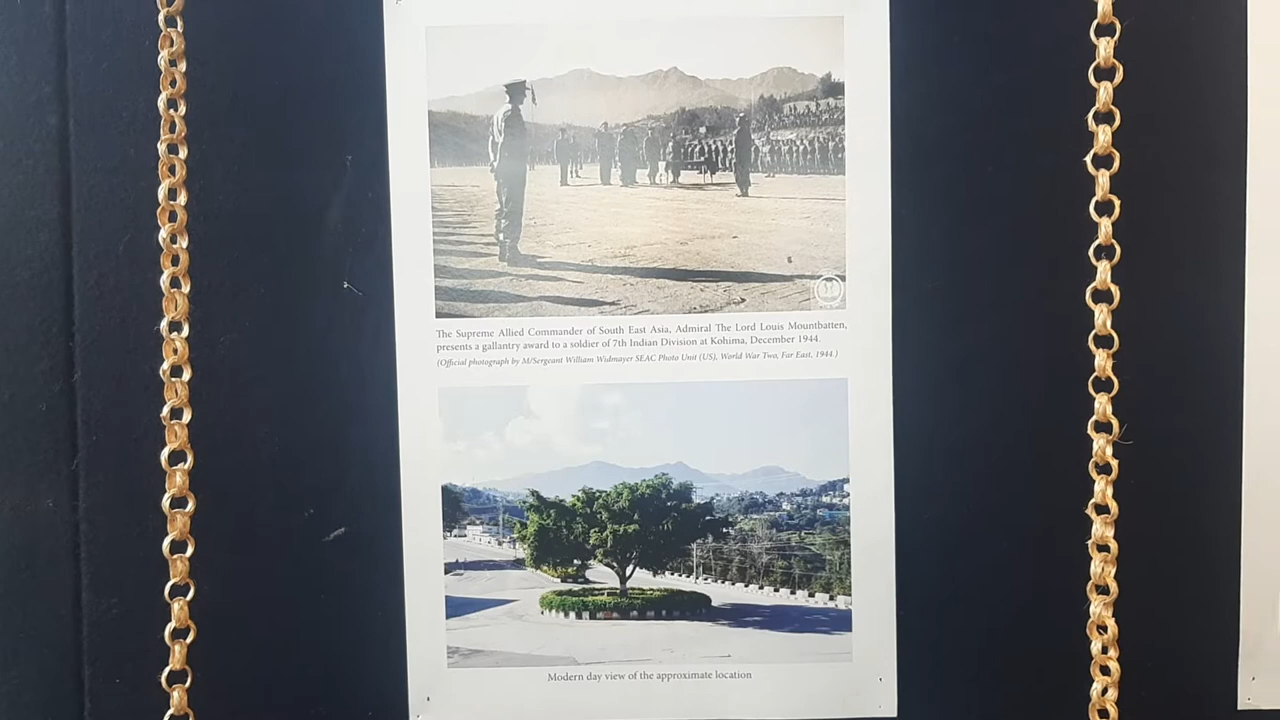 The Supreme Allied Commander of South East Asia, Admiral The Lord Louis Mountbatten,
presents a gallantry award to a soldier of 7th Indian Division at Kohima, December 1944.
(Official photograph by M/Sergeant William Widmayer SEAC Photo Unit (US), World War Two, Far East, 1944.)
Modern day view of the approximate location